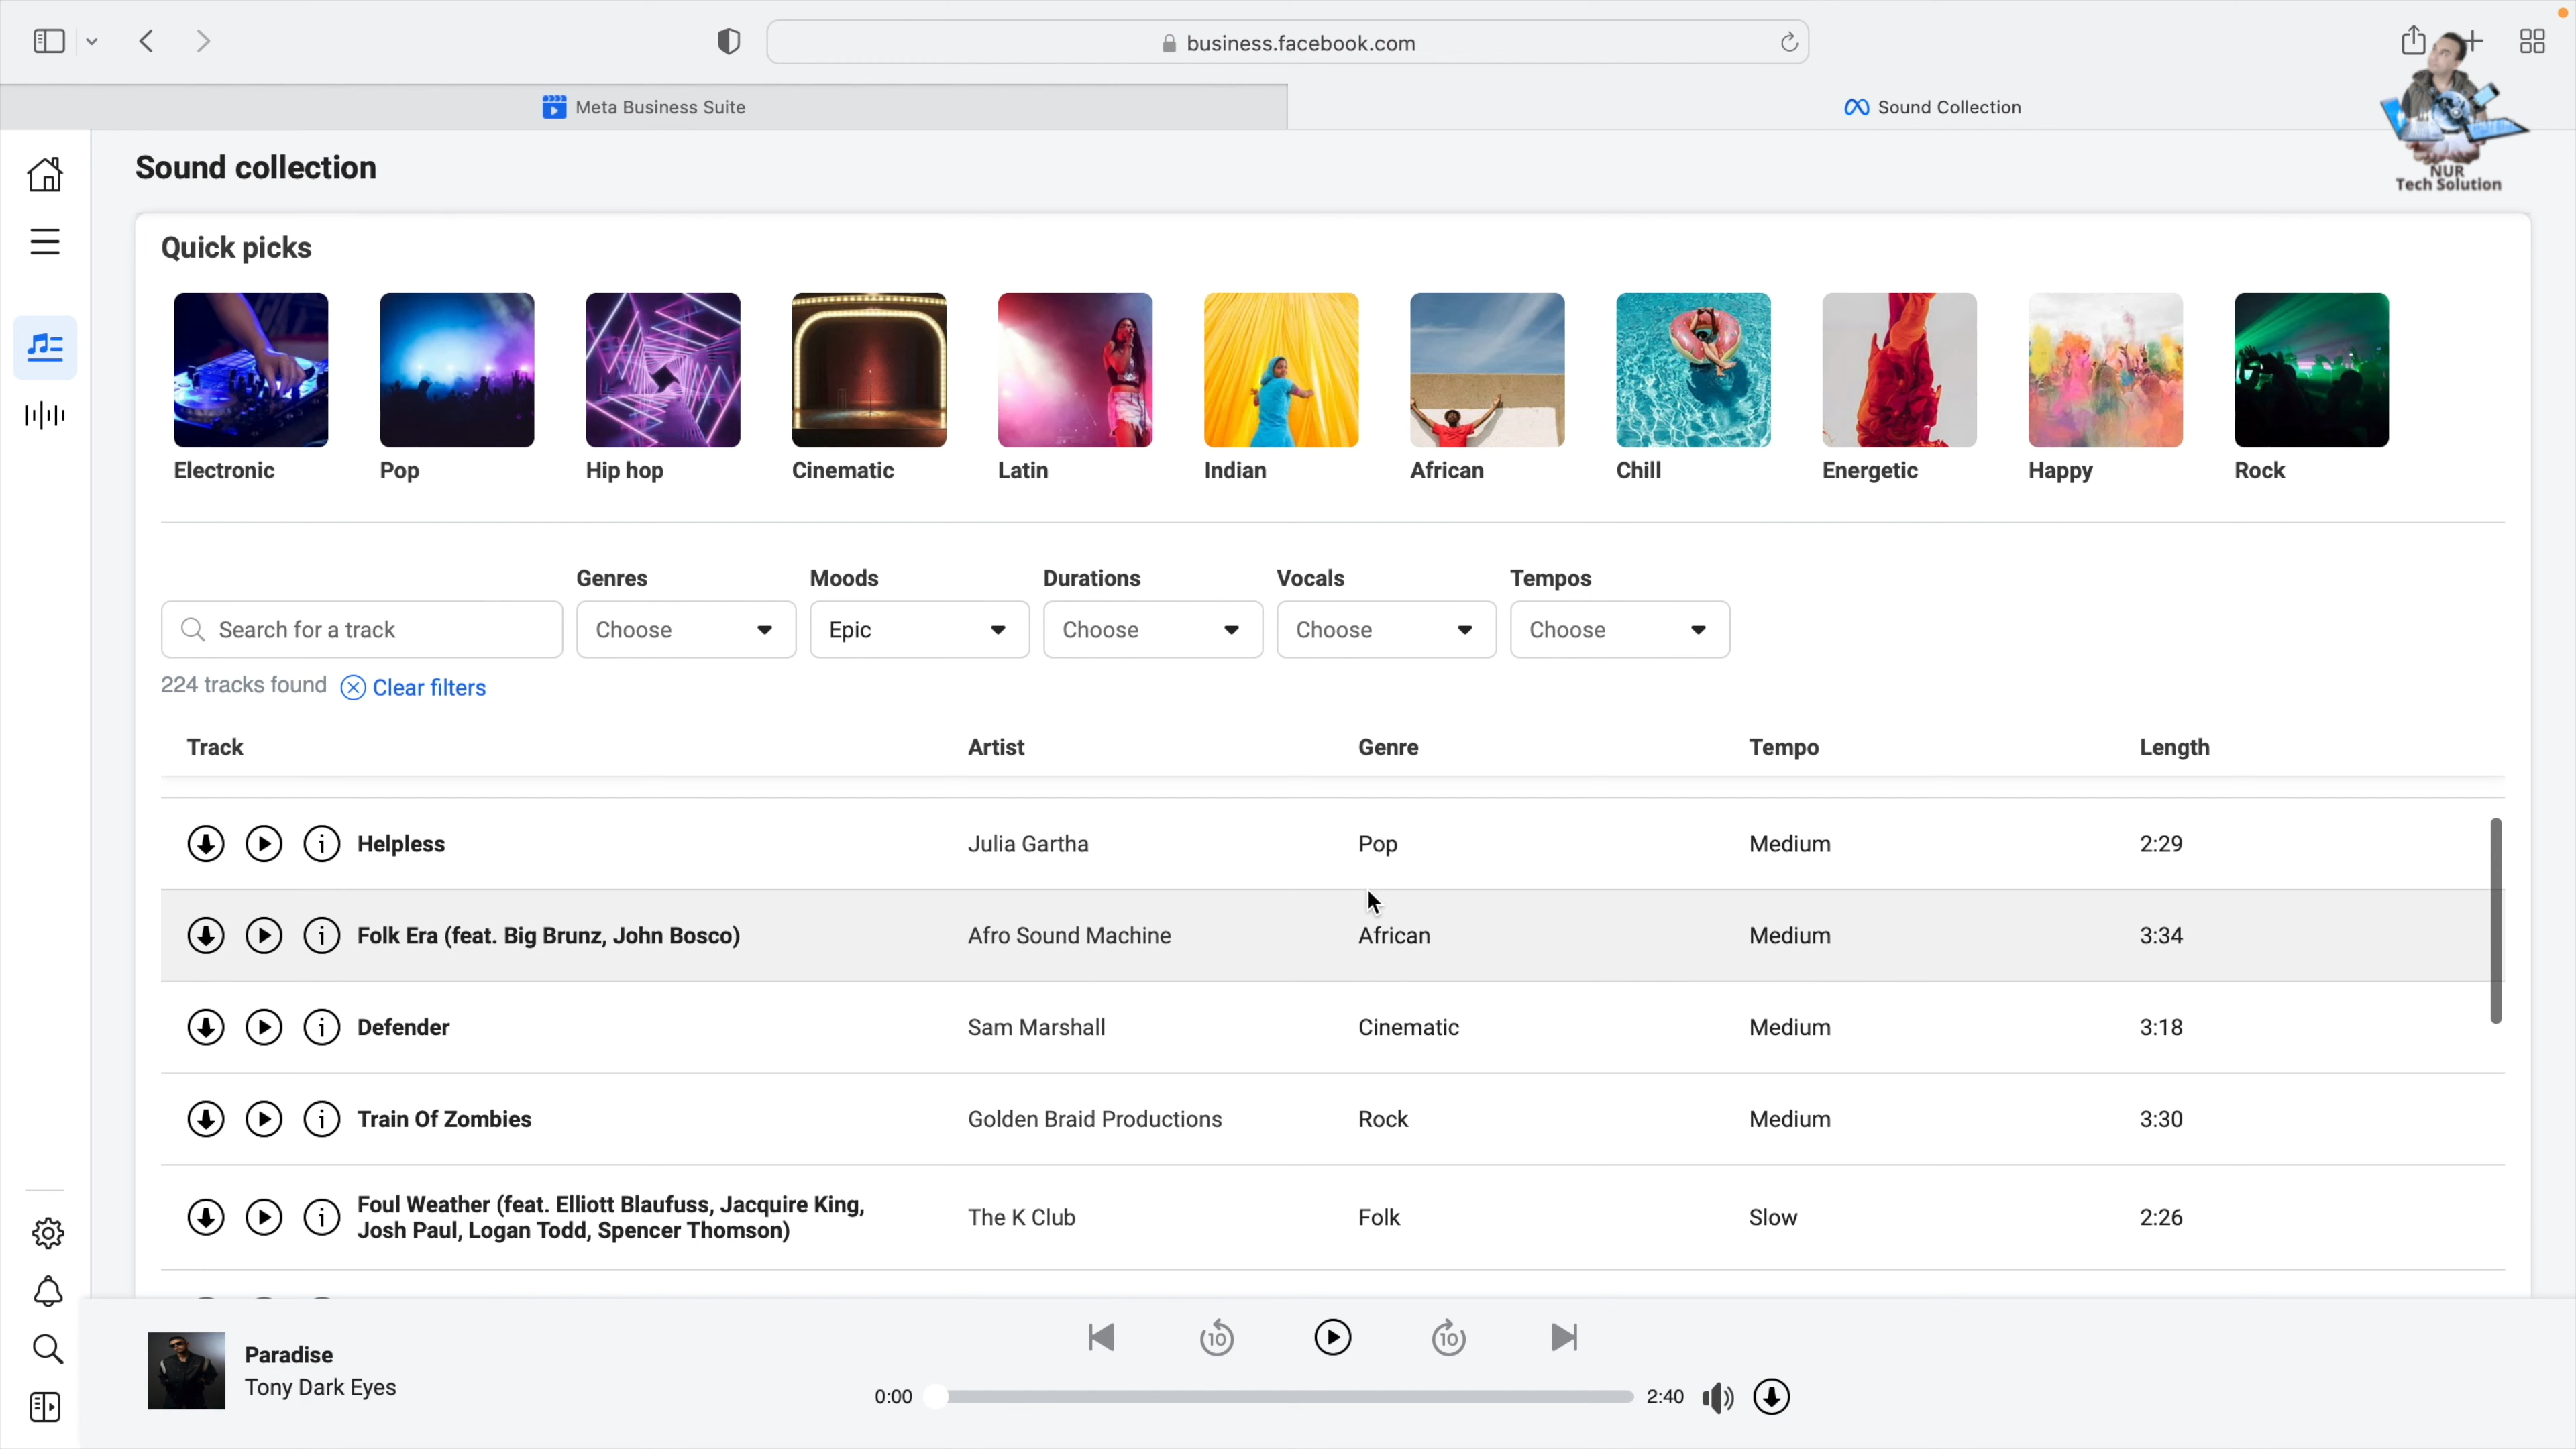 business.facebook.com
Meta Business Suite
Sound Collection
NUR
Tech Solution
Sound collection
Quick picks
Electronic
Pop
Hip hop
Cinematic
Latin
Indian
African
Chill
Energetic
Happy
Rock
Genres
Moods
Durations
Vocals
Tempos
Search for a track
Choose
Epic
Choose
Choose
Choose
224 tracks found
Clear filters
Track Artist Genre Tempo Length
Helpless Julia Gartha Pop Medium 2:29
Folk Era (feat. Big Brunz, John Bosco) Afro Sound Machine African Medium 3:34
Defender Sam Marshall Cinematic Medium 3:18
Train Of Zombies Golden Braid Productions Rock Medium 3:30
Foul Weather (feat. Elliott Blaufuss, Jacquire King,
Josh Paul, Logan Todd, Spencer Thomson)
The K Club Folk Slow 2:26
10
10
Paradise
Tony Dark Eyes
0:00
2:40